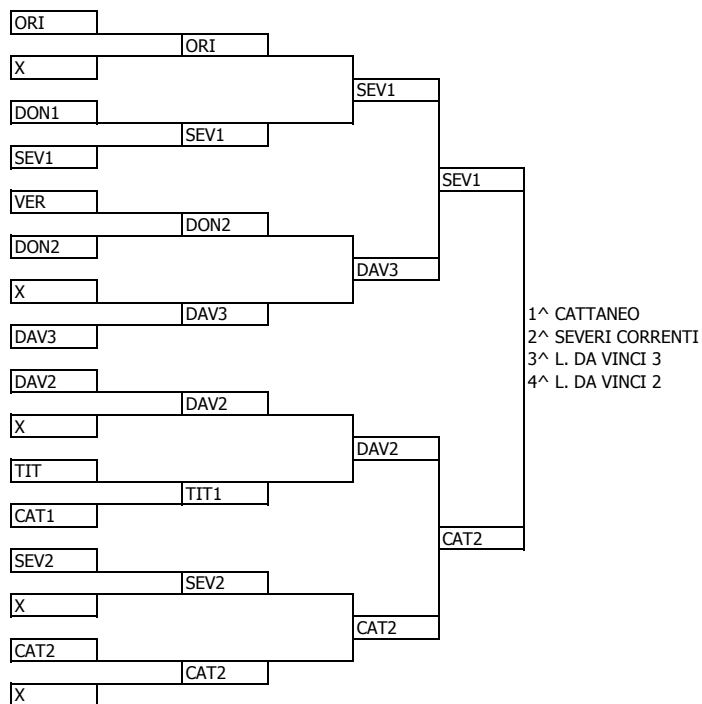 ORI
ORI
X
SEV1
DON1
SEV1
SEV1
SEV1
VER
DON2
DON2
DAV3
X
DAV3
1^ CATTANEO
DAV3
2^ SEVERI CORRENTI
3^ L. DA VINCI 3
DAV2
4^ L. DA VINCI 2
DAV2
X
DAV2
TIT
TIT1
CAT1
CAT2
SEV2
SEV2
X
CAT2
CAT2
CAT2
X